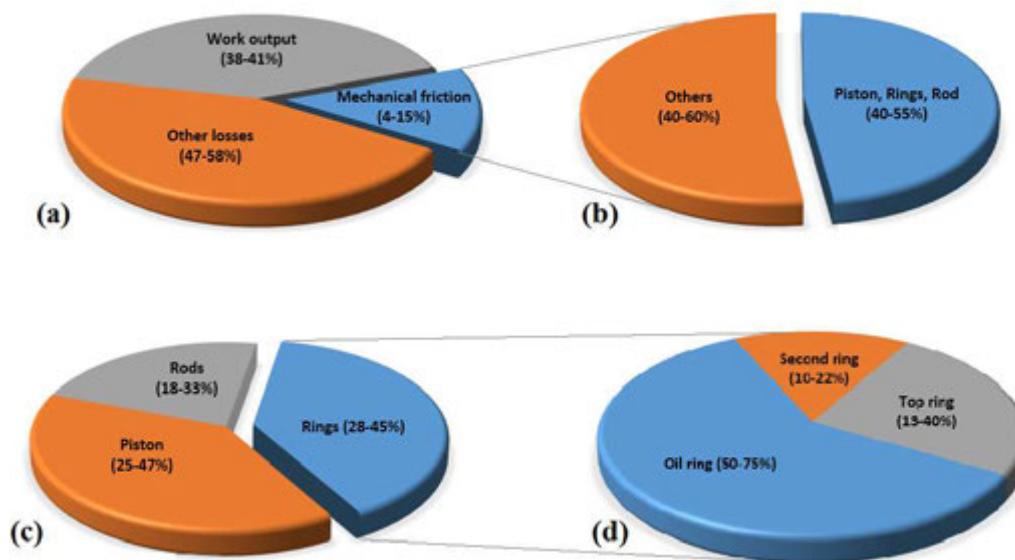 Work output
(38-41%)
Mechanical friction
(4-15%)
Other losses
(47-58%)
(a)
Others
(40-60%)
Piston, Rings, Rod
(40-55%)
(b)
Rods
(18-33%)
Piston
(25-47%)
Rings (28-45%)
(c)
Second ring
(10-22%)
Top ring
(13-40%)
Oil ring (50-75%)
(d)